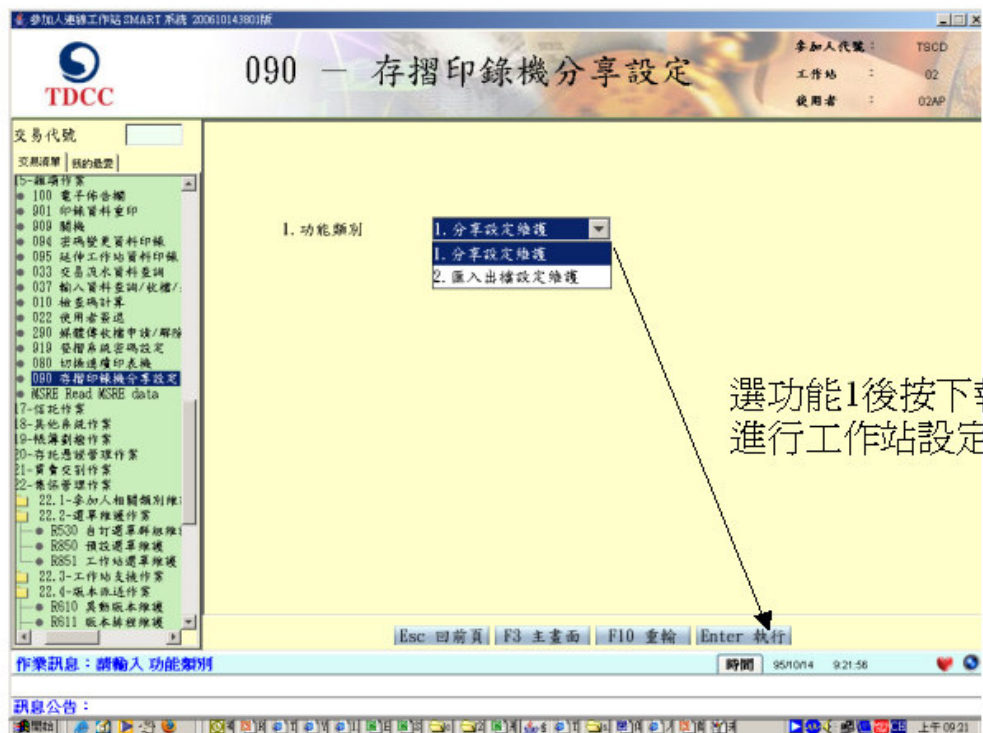 參加人連線工作站 SMART 系統 200610143801版
TDCC
090 — 存摺印錄機分享設定
參加人代號： TSCD
工作站 ： 02
使用者 ： 02AP
交易代號
交易清單 我的最愛
15-雜項作業
100 電子佈告欄
901 印錄資料重印
909 關機
094 密碼變更資料印錄
095 延伸工作站資料印錄
033 交易流水資料查詢
037 輸入資料查詢/收檔/
010 檢查碼計算
022 使用者簽退
290 媒體傳收檔申請/解除
919 登摺系統密碼設定
080 切換連續印表機
090 存摺印錄機分享設定
MSRE Read MSRE data
17-信託作業
18-其他系統作業
19-帳簿劃撥作業
20-存託憑證管理作業
21-買賣交割作業
22-集保管理作業
22.1-參加人相關類別維
22.2-選單維護作業
R530 自訂選單群組維
R850 預設選單維護
R851 工作站選單維護
22.3-工作站支援作業
22.4-版本派送作業
R610 異動版本維護
R611 版本排程維護
1.功能類別
1.分享設定維護
1.分享設定維護
2.匯入出檔設定維護
選功能1後按下執
進行工作站設定
Esc 回前頁 F3 主畫面 F10 重輸 Enter 執行
作業訊息：請輸入 功能類別
時間 95/10/14 9:21:56
訊息公告：
開始
上午 09:21